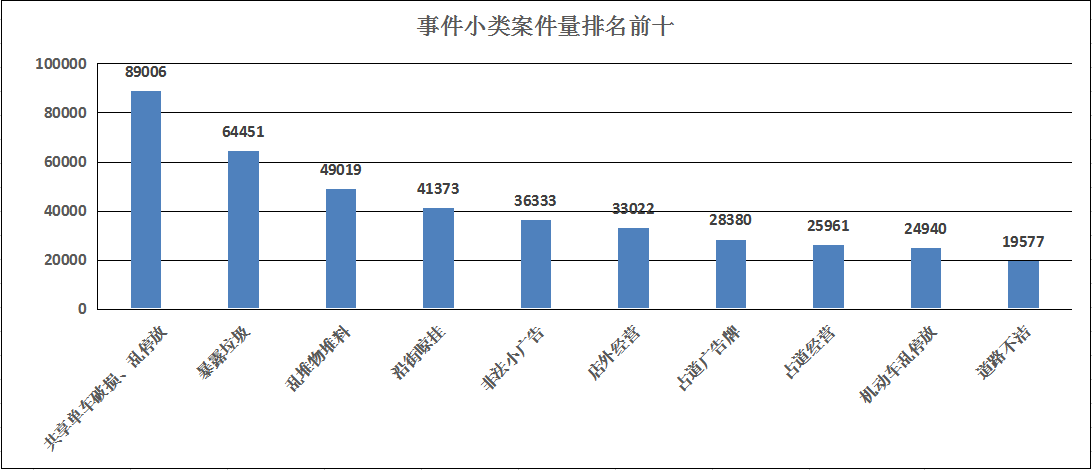 事件小类案件量排名前十
100000
80000
60000
40000
20000
0
89006
64451
49019
41373
36333
33022
28380
25961
24940
19577
共享单车破损、乱停放
暴露垃圾
乱堆物堆料
沿街晾挂
非法小广告
店外经营
占道广告牌
占道经营
机动车乱停放
道路不洁